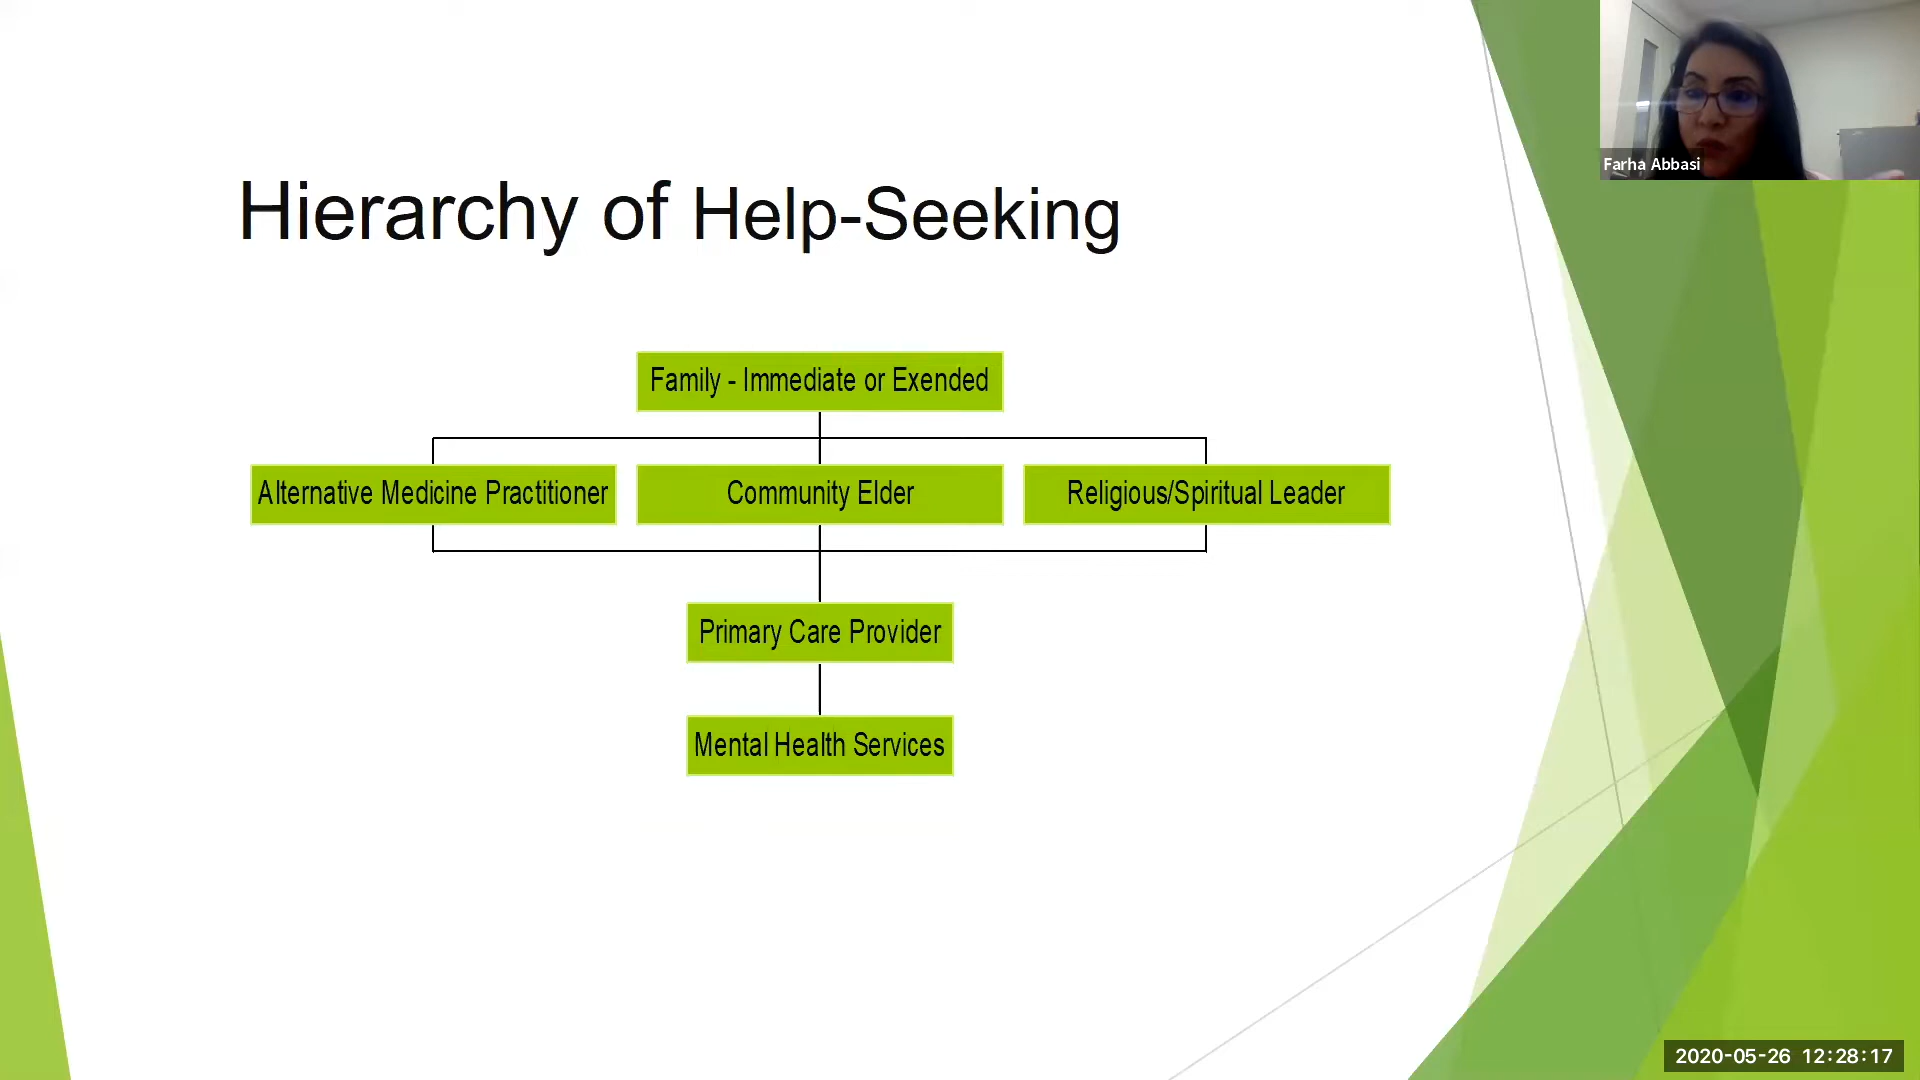 Farha Abbasi
Hierarchy of Help-Seeking
Family - Immediate or Exended
Alternative Medicine Practitioner
Community Elder
Religious/Spiritual Leader
Primary Care Provider
Mental Health Services
2020-05-26 12:28:17